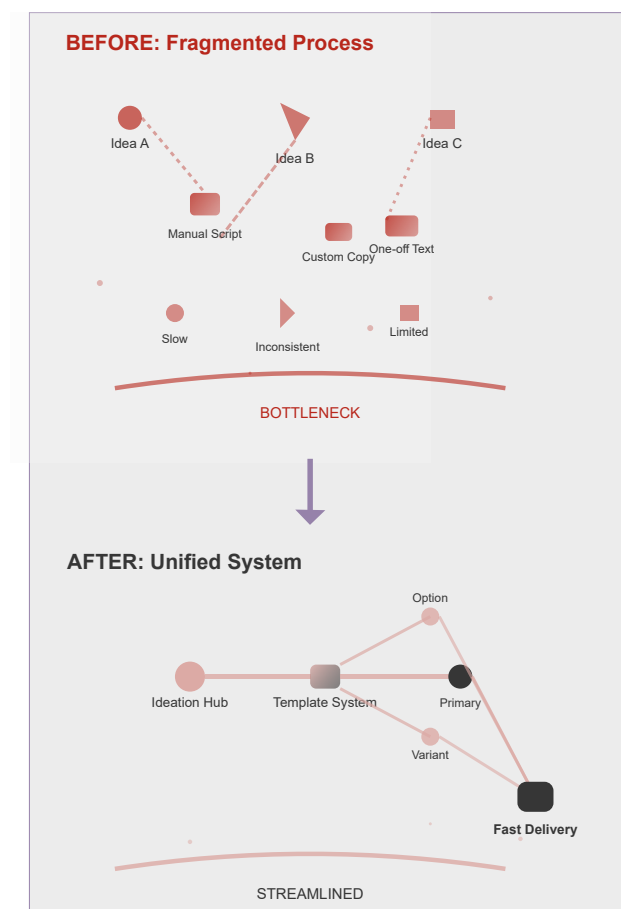 BEFORE: Fragmented Process
Idea A
Idea B
Idea C
Manual Script
Custom Copy
One-off Text
Slow
Inconsistent
Limited
BOTTLENECK
AFTER: Unified System
Option
Ideation Hub
Template System
Primary
Variant
Fast Delivery
STREAMLINED